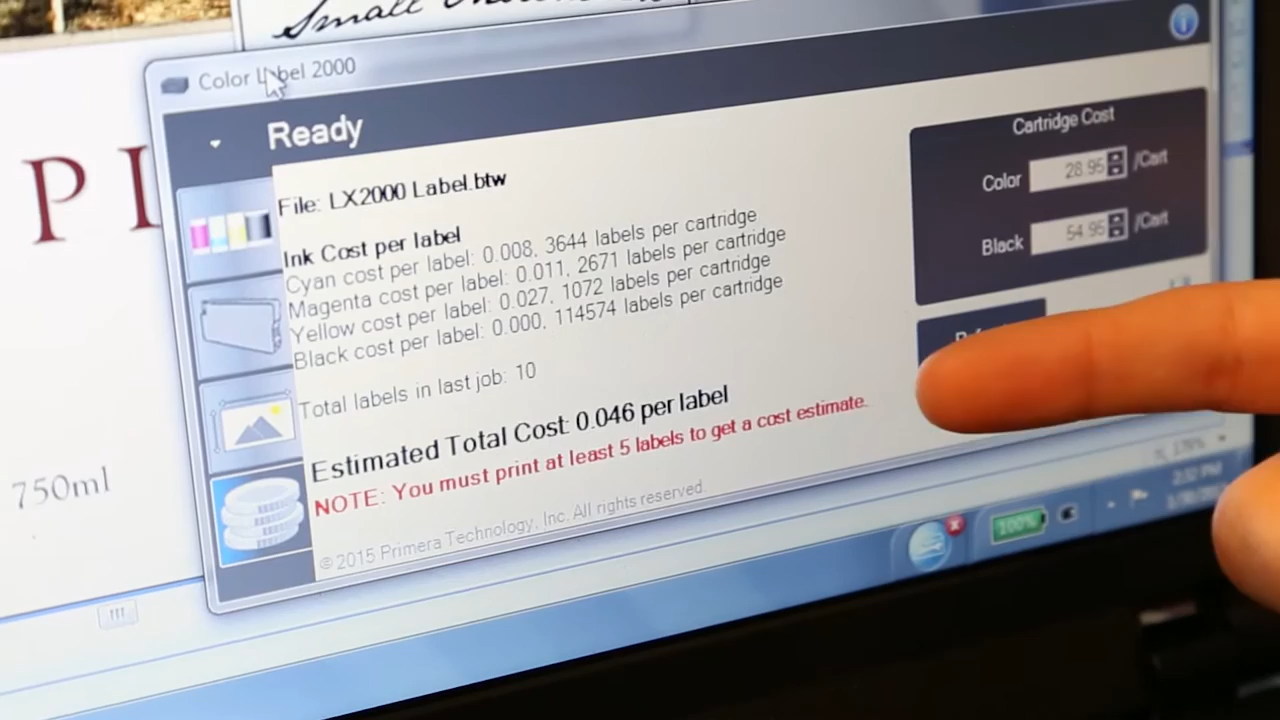 Small
Color Label 2000
Ready
P
750ml
File: LX2000 Label.btw
Ink Cost per label
Cyan cost per label: 0.008, 3644 labels per cartridge
Magenta cost per label: 0.011, 2671 labels per cartridge
Yellow cost per label: 0.027, 1072 labels per cartridge
Black cost per label: 0.000, 114574 labels per cartridge
Total labels in last job: 10
Estimated Total Cost: 0.046 per label
NOTE: You must print at least 5 labels to get a cost estimate.
© 2015 Primera Technology, Inc. All rights reserved.
Cartridge Cost
Color 28.95 /Cart
Black 54.95 /Cart
100%
2:32 PM